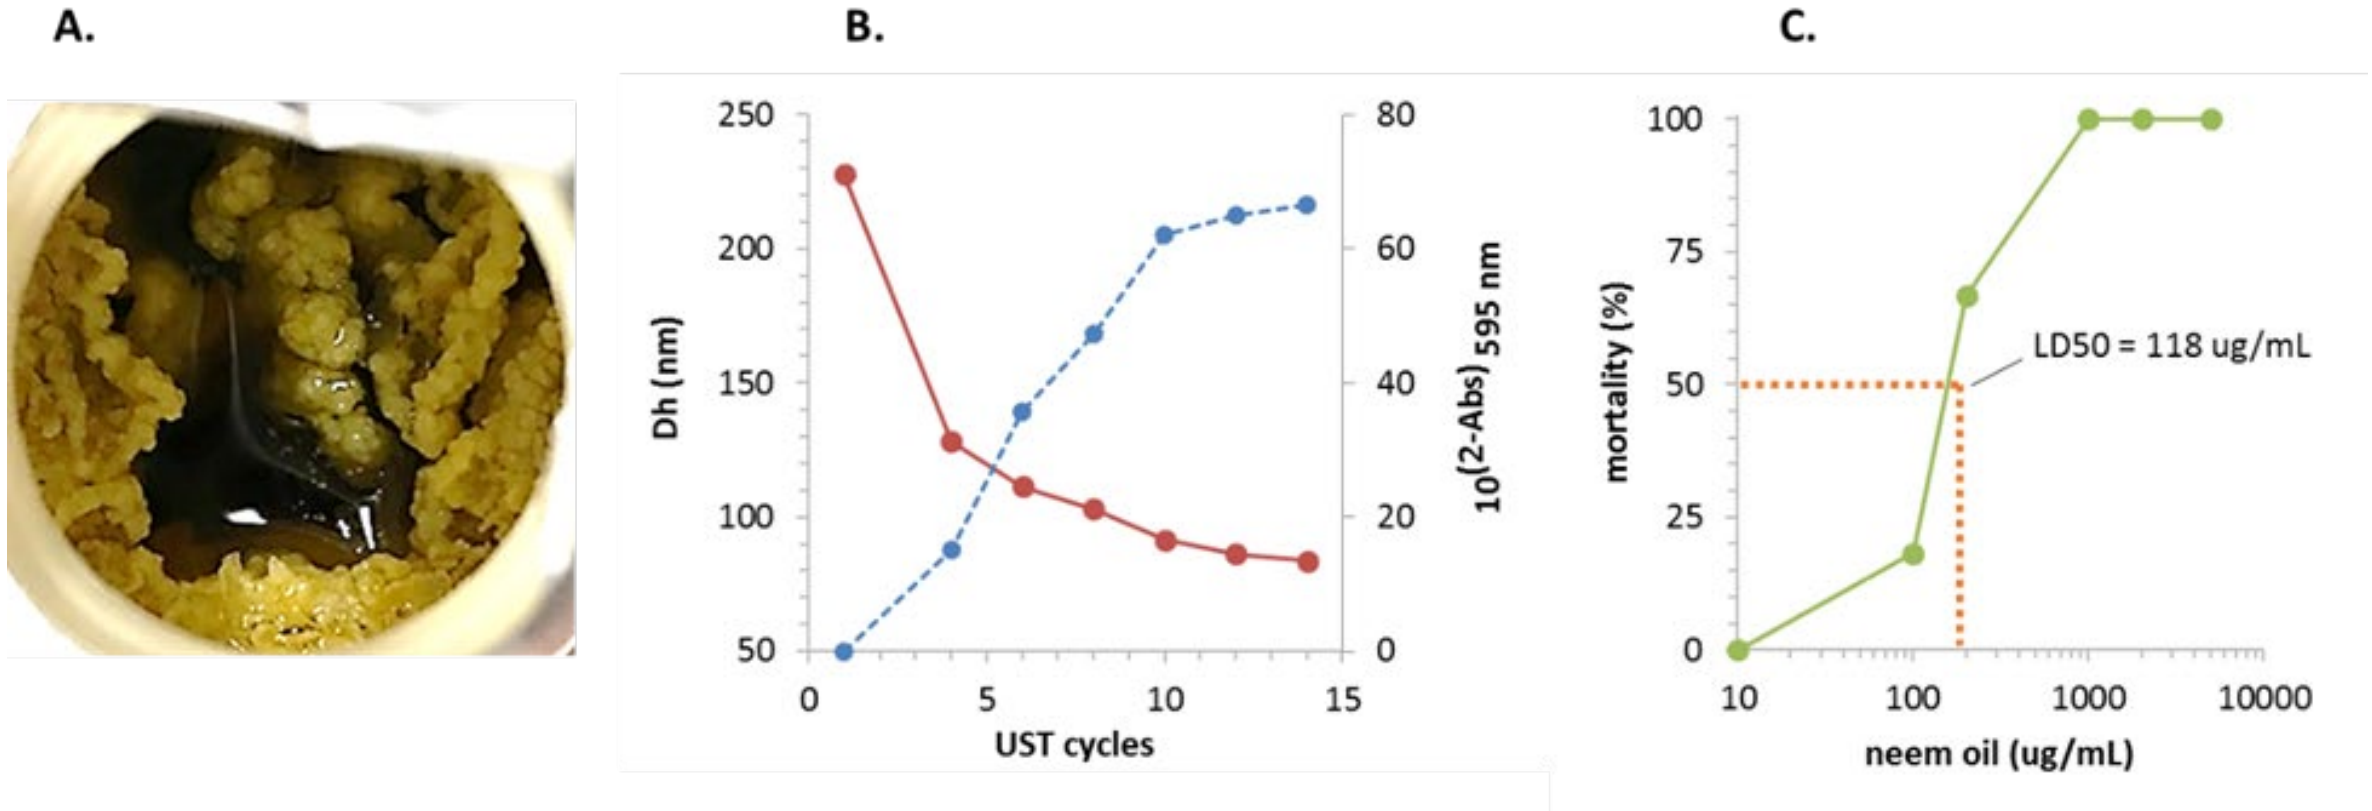 A.
B.
C.
250
200
150
100
50
Dh (nm)
80
60
40
20
0
10(2-Abs) 595 nm
0
5
10
15
UST cycles
100
75
50
25
0
mortality (%)
LD50 = 118 ug/mL
10
100
1000
10000
neem oil (ug/mL)